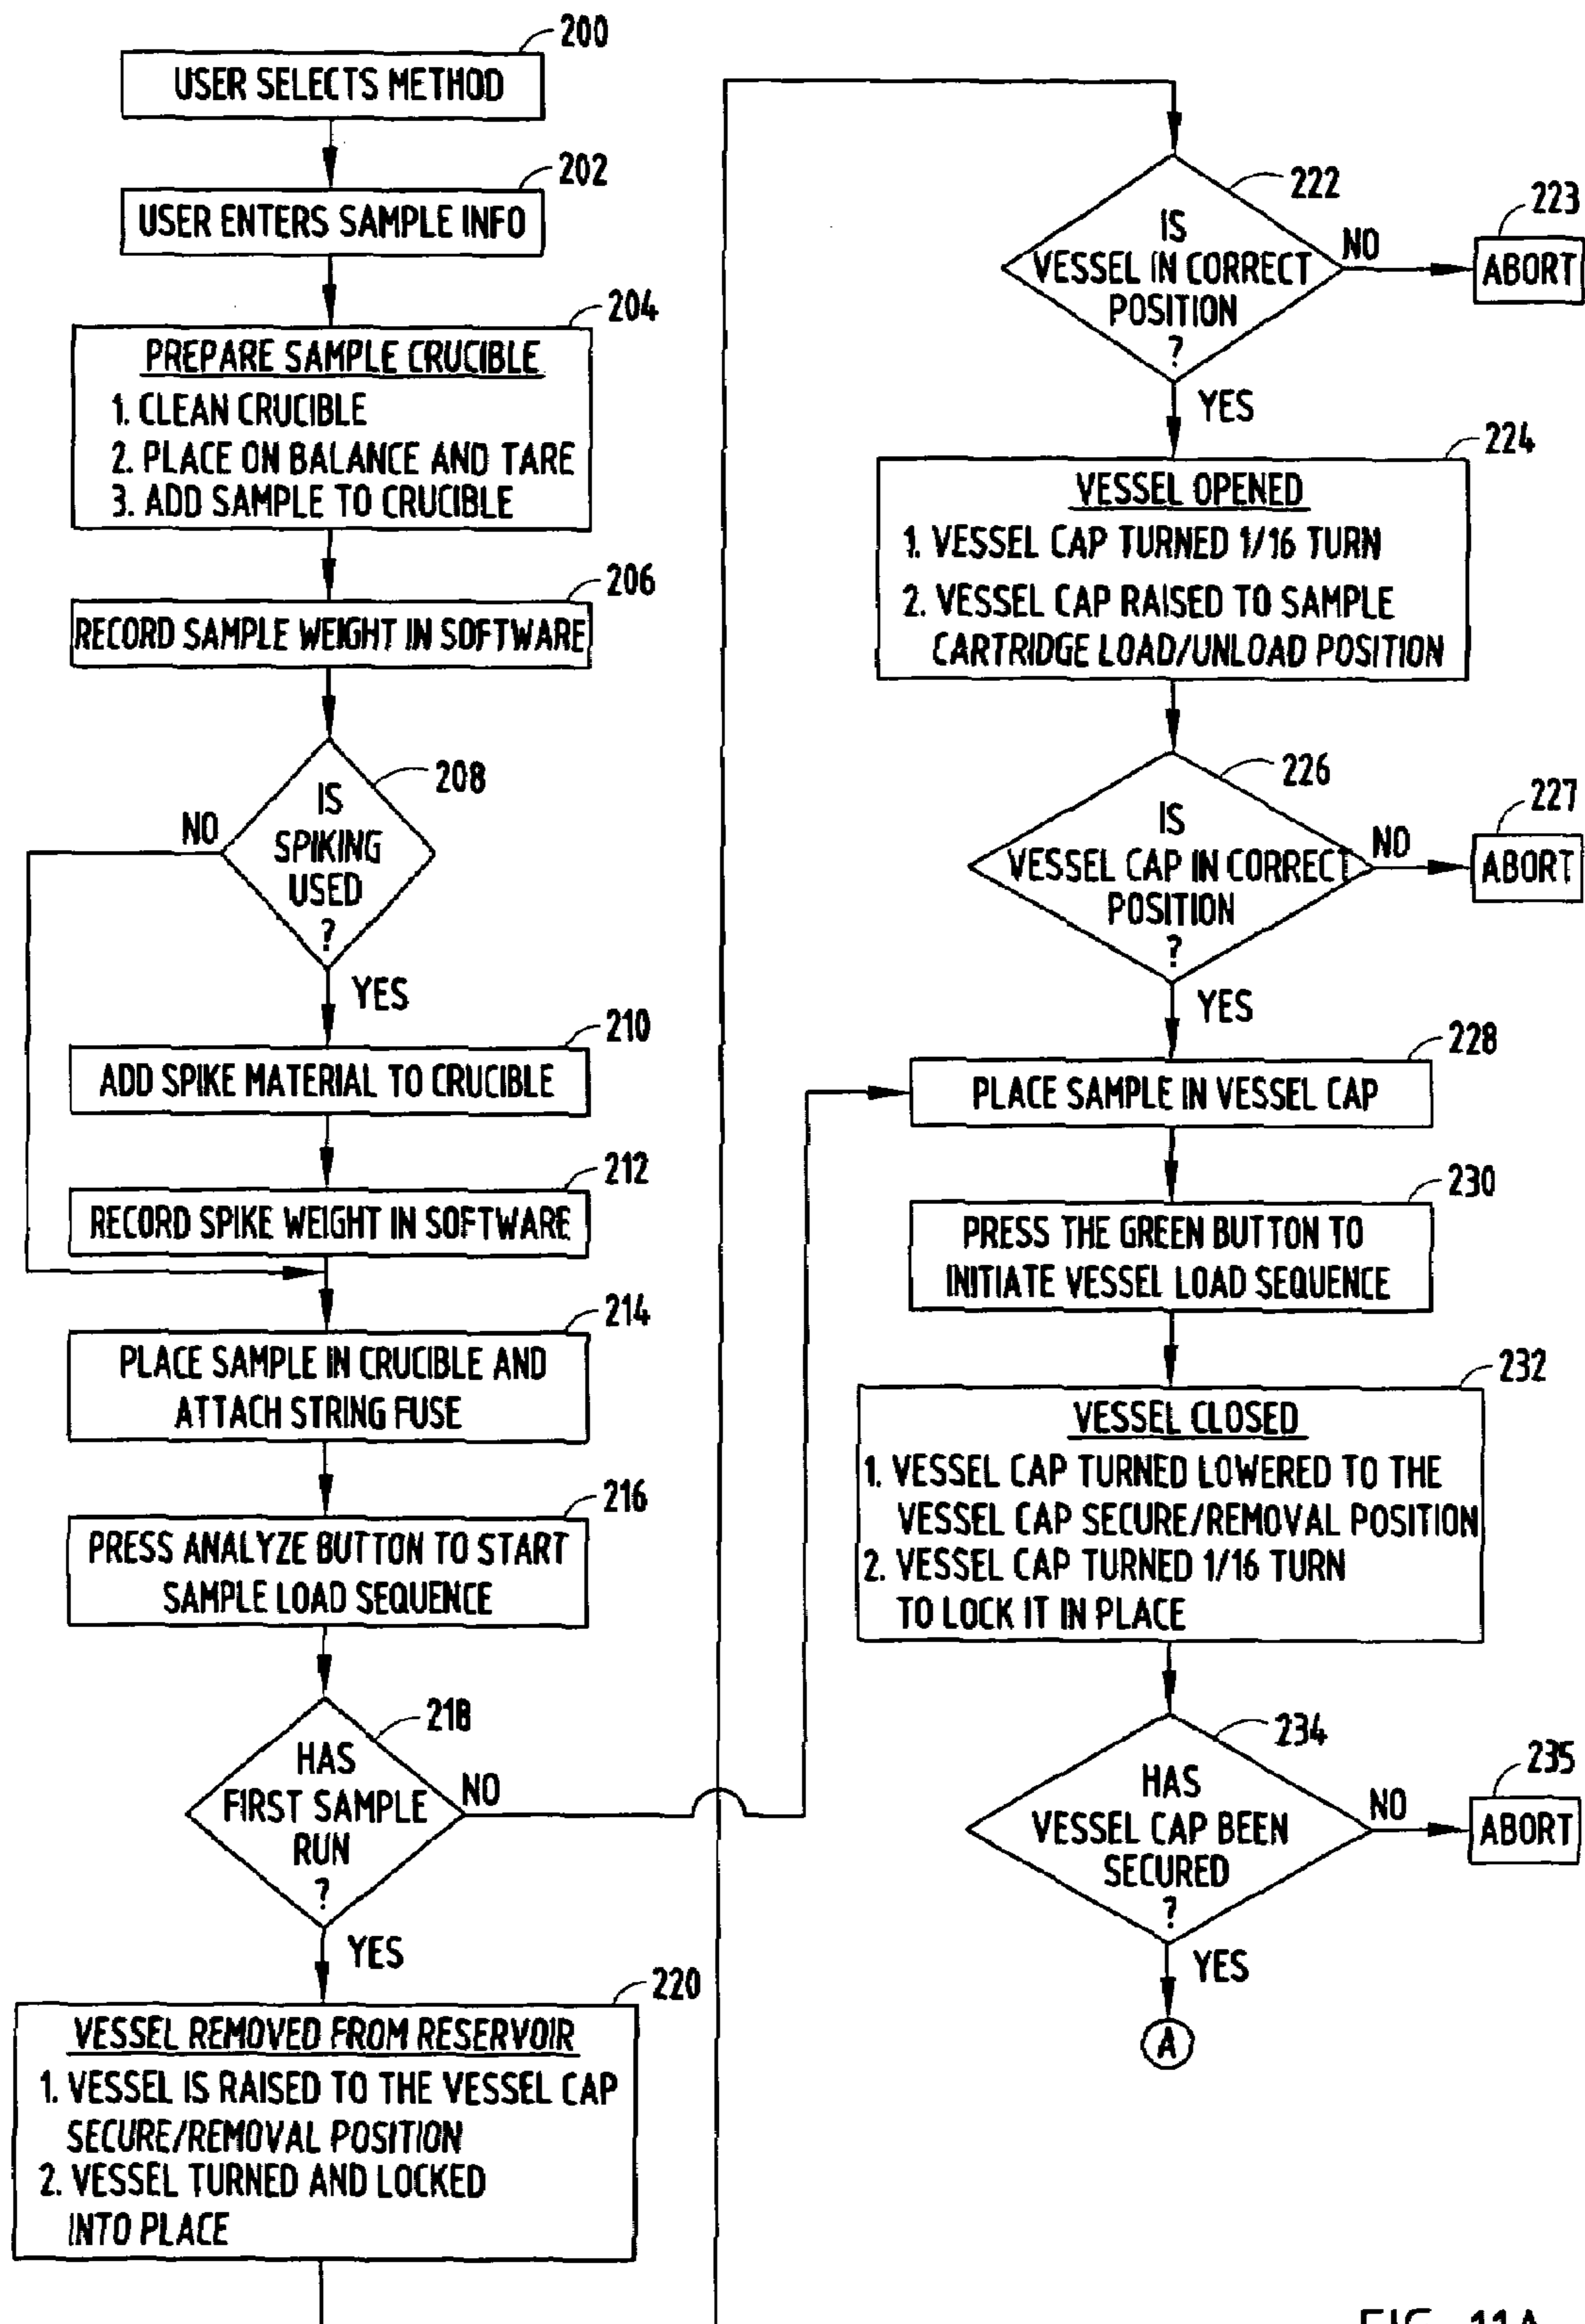 200
USER SELECTS METHOD
202
USER ENTERS SAMPLE INFO
204
PREPARE SAMPLE CRUCIBLE
1. CLEAN CRUCIBLE
2. PLACE ON BALANCE AND TARE
3. ADD SAMPLE TO CRUCIBLE
206
RECORD SAMPLE WEIGHT IN SOFTWARE
208
IS
SPIKING
USED
?
NO
YES
210
ADD SPIKE MATERIAL TO CRUCIBLE
212
RECORD SPIKE WEIGHT IN SOFTWARE
214
PLACE SAMPLE IN CRUCIBLE AND
ATTACH STRING FUSE
216
PRESS ANALYZE BUTTON TO START
SAMPLE LOAD SEQUENCE
218
HAS
FIRST SAMPLE
RUN
?
NO
YES
220
VESSEL REMOVED FROM RESERVOIR
1. VESSEL IS RAISED TO THE VESSEL CAP
SECURE/REMOVAL POSITION
2. VESSEL TURNED AND LOCKED
INTO PLACE
222
IS
VESSEL IN CORRECT
POSITION
?
NO
223
ABORT
YES
224
VESSEL OPENED
1. VESSEL CAP TURNED 1/16 TURN
2. VESSEL CAP RAISED TO SAMPLE
CARTRIDGE LOAD/UNLOAD POSITION
226
IS
VESSEL CAP IN CORRECT
POSITION
?
NO
227
ABORT
YES
228
PLACE SAMPLE IN VESSEL CAP
230
PRESS THE GREEN BUTTON TO
INITIATE VESSEL LOAD SEQUENCE
232
VESSEL CLOSED
1. VESSEL CAP TURNED LOWERED TO THE
VESSEL CAP SECURE/REMOVAL POSITION
2. VESSEL CAP TURNED 1/16 TURN
TO LOCK IT IN PLACE
234
HAS
VESSEL CAP BEEN
SECURED
?
NO
235
ABORT
YES
A
FIG. 11A